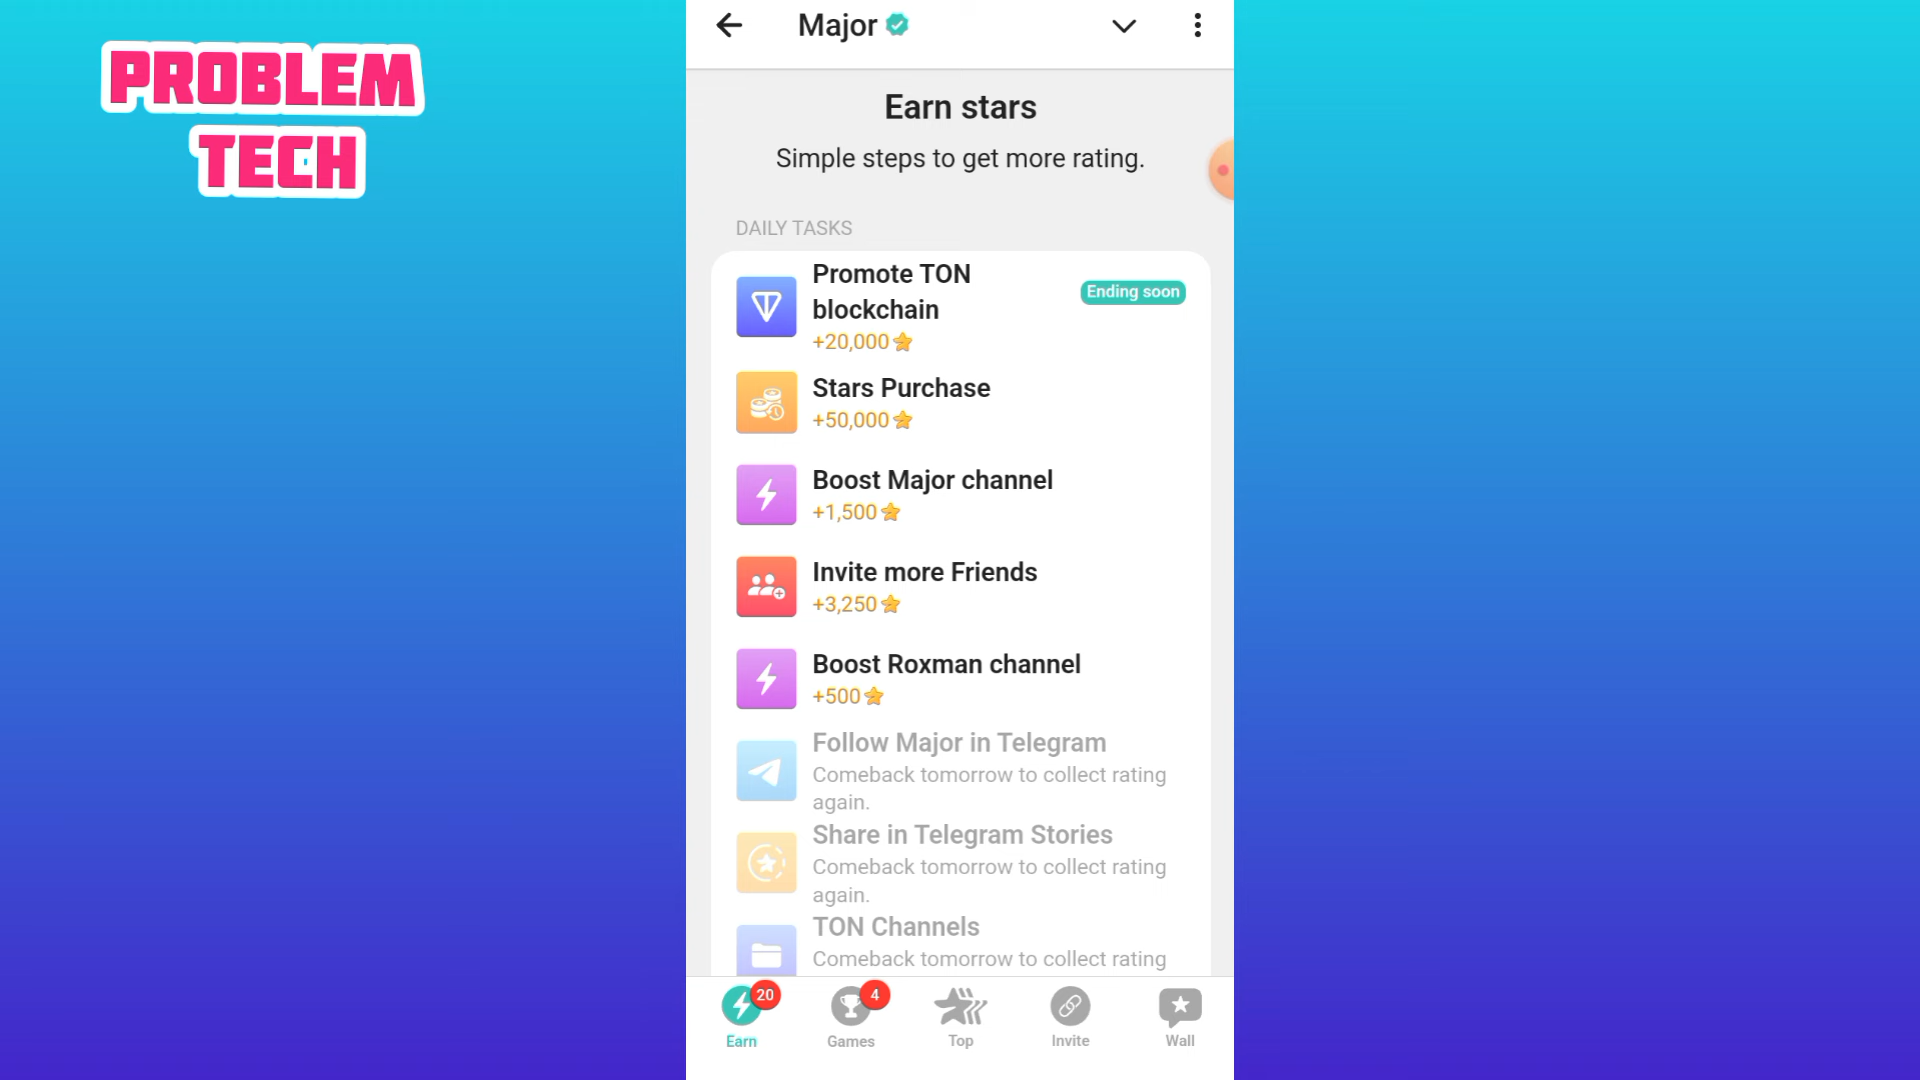 PROBLEM
TECH
Major
Earn stars
Simple steps to get more rating.
DAILY TASKS
Promote TON
blockchain
Ending soon
+20,000
Stars Purchase
+50,000
Boost Major channel
+1,500
Invite more Friends
+3,250
Boost Roxman channel
+500
Follow Major in Telegram
Comeback tomorrow to collect rating
again.
Share in Telegram Stories
Comeback tomorrow to collect rating
again.
TON Channels
Comeback tomorrow to collect rating
20
4
Earn
Games
Top
Invite
Wall